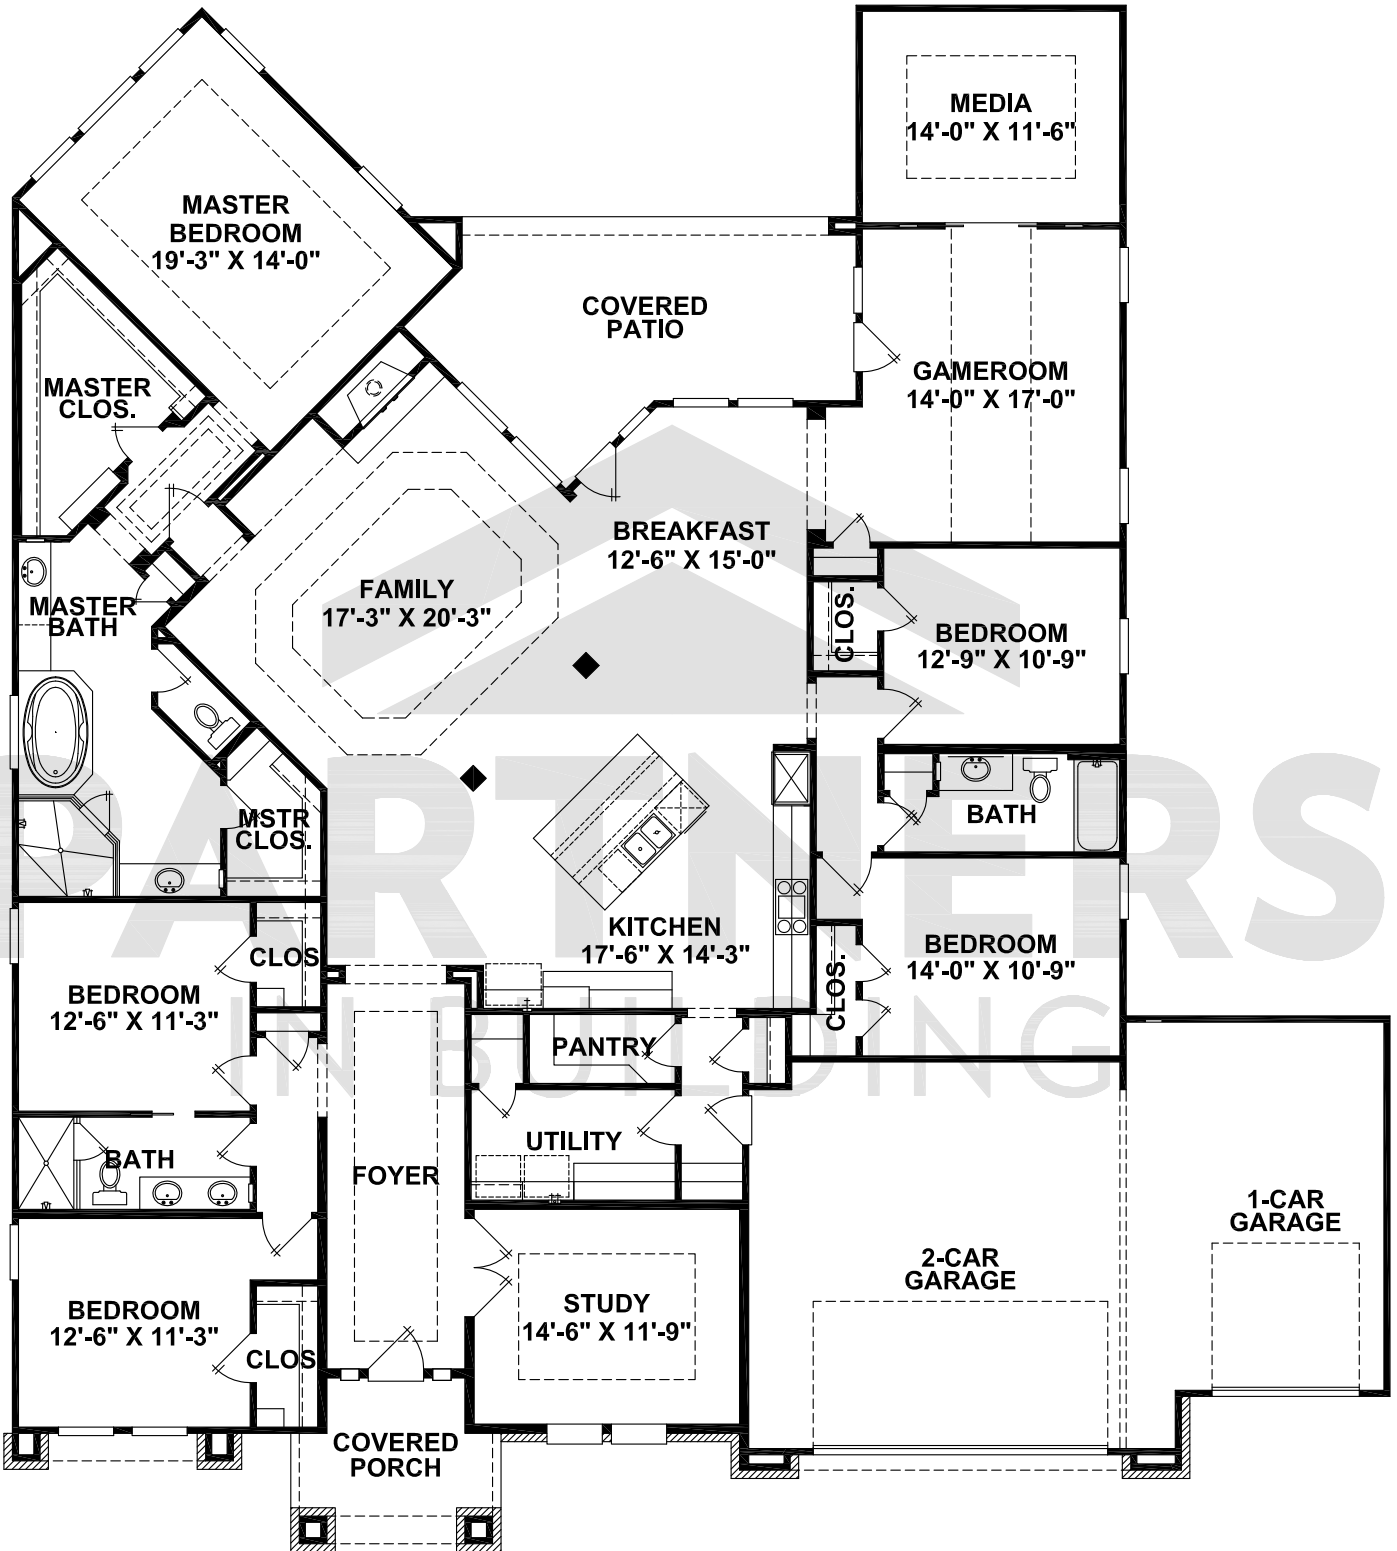 MEDIA
14'-0" X 11'-6"
MASTER
BEDROOM
19'-3" X 14'-0"
COVERED
PATIO
MASTER
CLOS.
GAMEROOM
14'-0" X 17'-0"
BREAKFAST
12'-6" X 15'-0"
FAMILY
17'-3" X 20'-3"
MASTER
BATH
CLOS.
BEDROOM
12'-9" X 10'-9"
PARTNERS
IN BUILDING
MSTR
CLOS.
BATH
KITCHEN
17'-6" X 14'-3"
BEDROOM
14'-0" X 10'-9"
CLOS.
CLOS
BEDROOM
12'-6" X 11'-3"
PANTRY
UTILITY
BATH
FOYER
1-CAR
GARAGE
2-CAR
GARAGE
BEDROOM
12'-6" X 11'-3"
CLOS
STUDY
14'-6" X 11'-9"
COVERED
PORCH